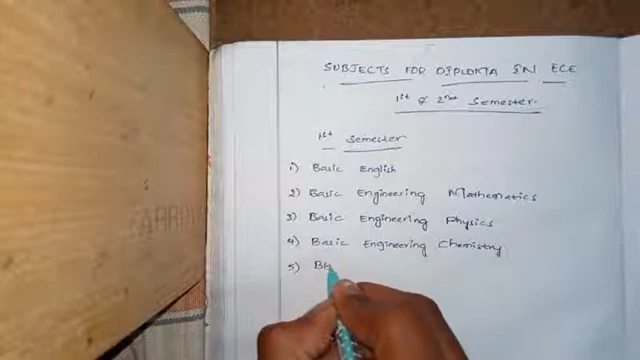 SUBJECTS FOR DIPLOMA IN ECE
1st & 2nd Semester
1st Semester
1) Basic English
2) Basic Engineering Mathematics
3) Basic Engineering Physics
4) Basic Engineering Chemistry
5)